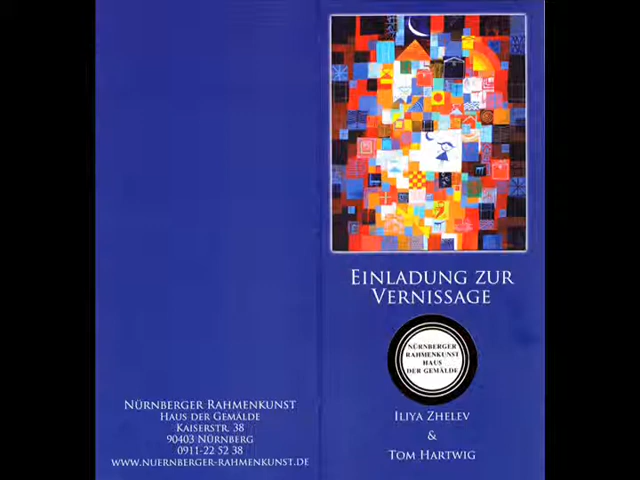 EINLADUNG ZUR
VERNISSAGE
NÜRNBERGER
RAHMENKUNST
HAUS
DER GEMÄLDE
ILIYA ZHELEV
&
TOM HARTWIG
NÜRNBERGER RAHMENKUNST
HAUS DER GEMÄLDE
KAISERSTR. 38
90403 NÜRNBERG
0911-22 52 38
WWW.NUERNBERGER-RAHMENKUNST.DE